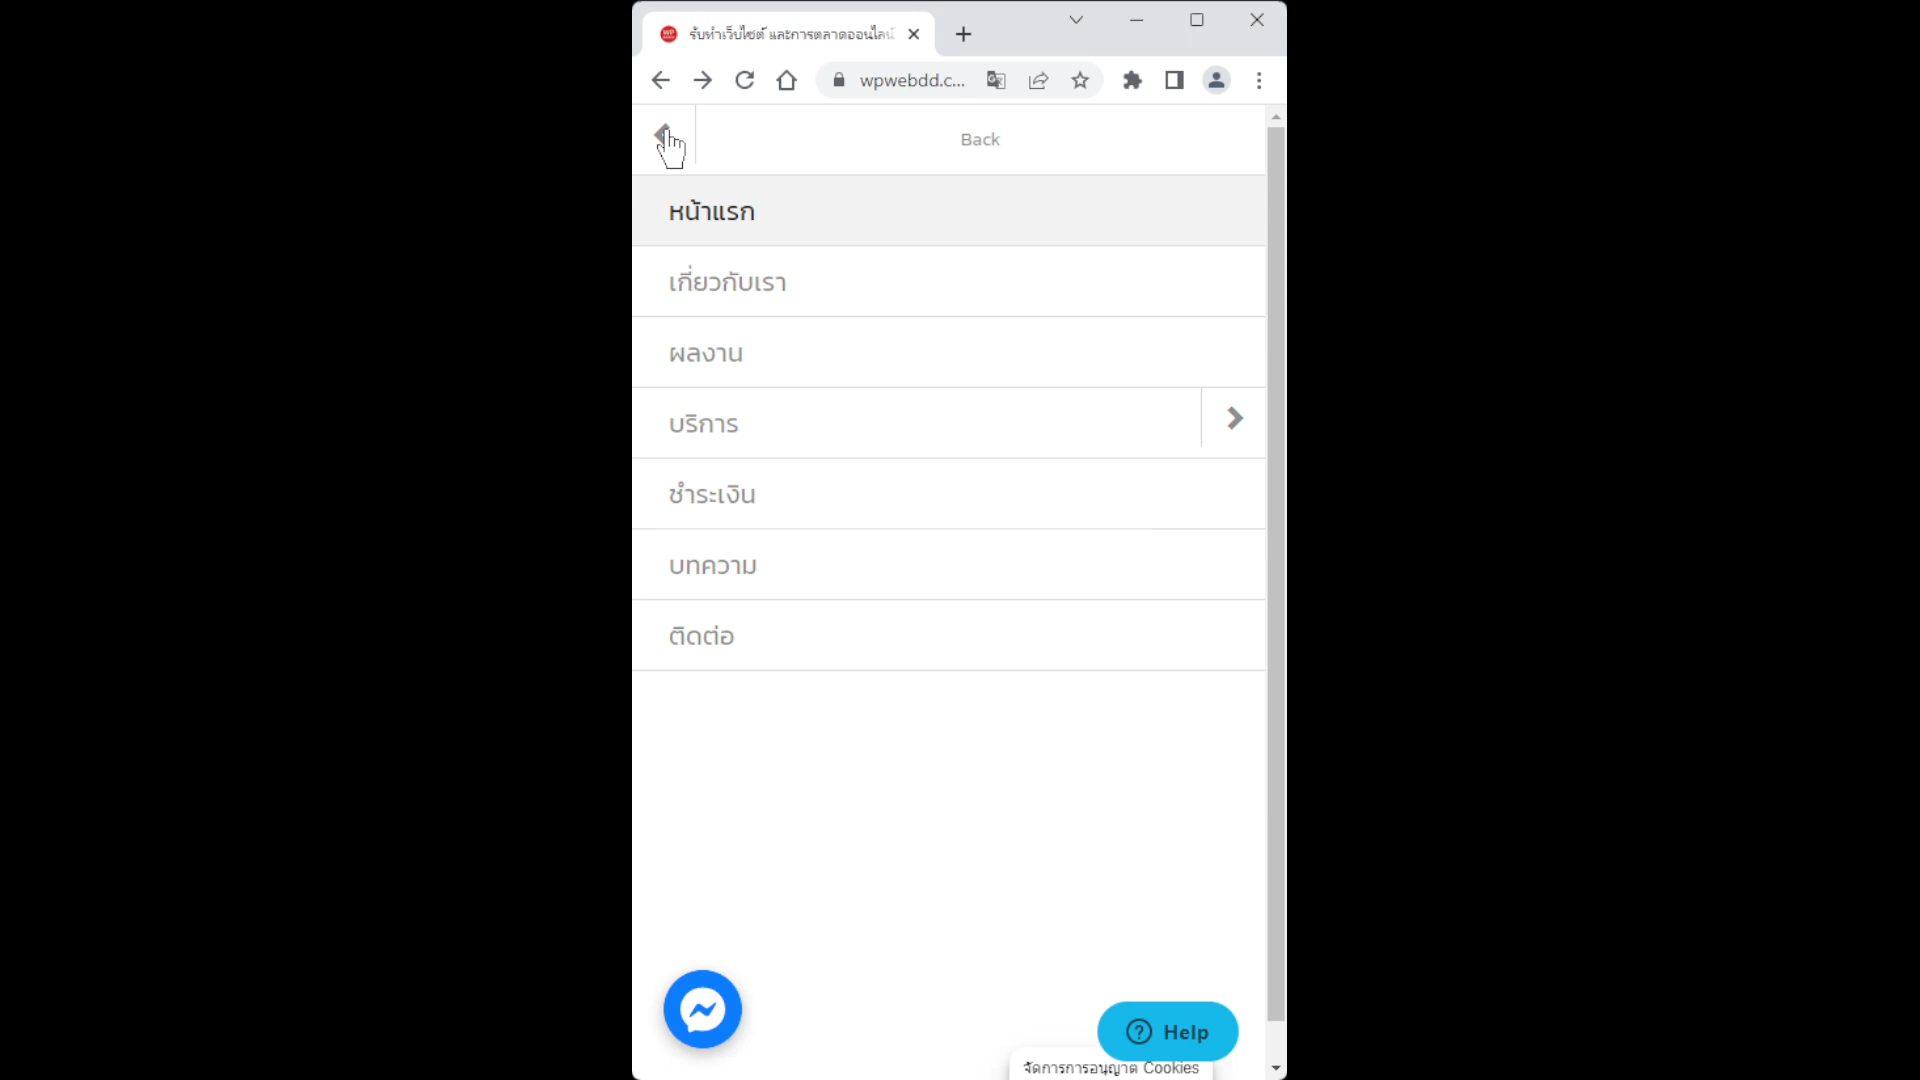 รับทำเว็บไซต์ และการตลาดออนไลน์
wpwebdd.c...
Back
หน้าแรก
เกี่ยวกับเรา
ผลงาน
บริการ
ชำระเงิน
บทความ
ติดต่อ
Help
จัดการการอนุญาต Cookies